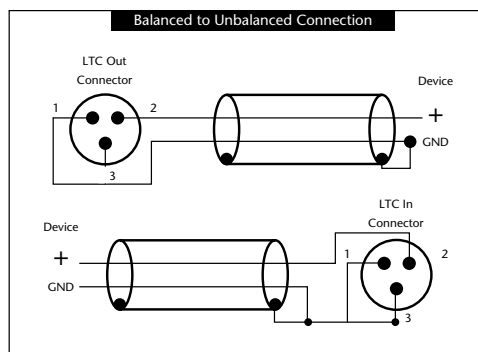 Balanced to Unbalanced Connection
LTC Out
Connector
Device
1
2
+
GND
3
LTC In
Connector
Device
1
2
+
GND
3